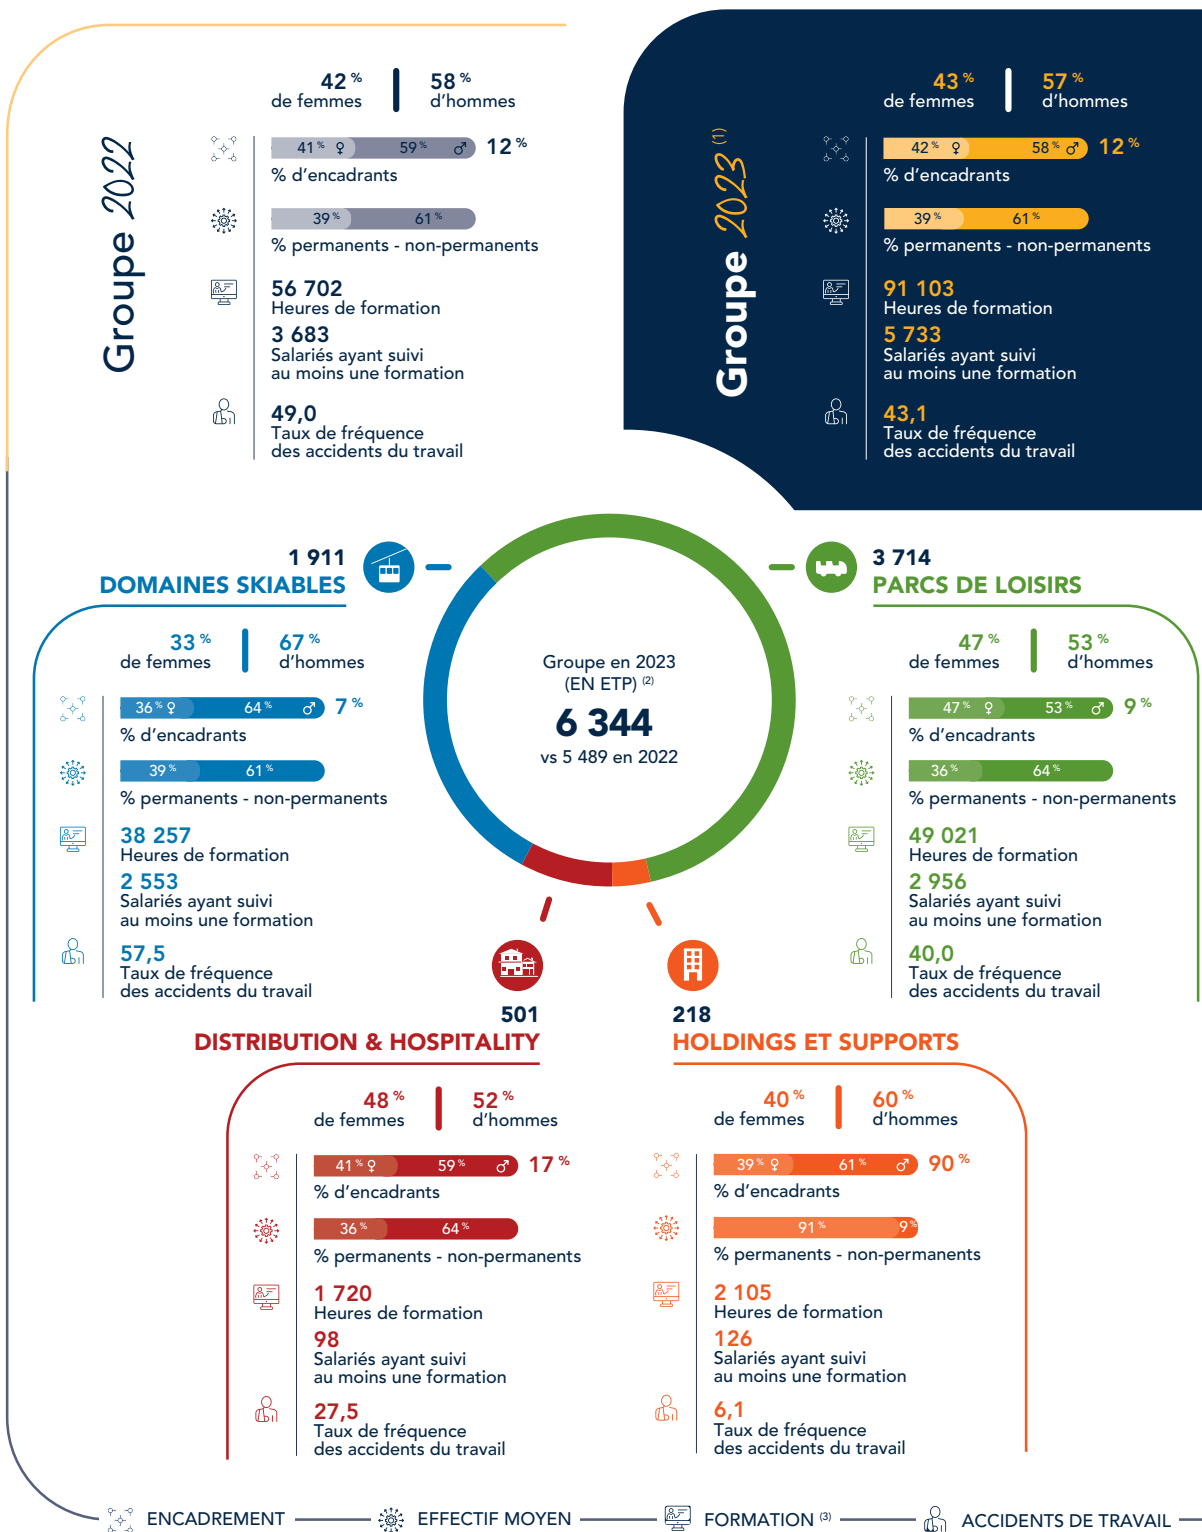 Groupe 2022
42 % 58 %
de femmes d'hommes
41 % ♀ 59 % ♂ 12 %
% d'encadrants
39 % 61 %
% permanents - non-permanents
56 702
Heures de formation
3 683
Salariés ayant suivi
au moins une formation
49,0
Taux de fréquence
des accidents du travail
Groupe 2023 (1)
43 % 57 %
de femmes d'hommes
42 % ♀ 58 % ♂ 12 %
% d'encadrants
39 % 61 %
% permanents - non-permanents
91 103
Heures de formation
5 733
Salariés ayant suivi
au moins une formation
43,1
Taux de fréquence
des accidents du travail
Groupe en 2023
(EN ETP) (2)
6 344
vs 5 489 en 2022
1 911
DOMAINES SKIABLES
33 % 67 %
de femmes d'hommes
36 % ♀ 64 % ♂ 7 %
% d'encadrants
39 % 61 %
% permanents - non-permanents
38 257
Heures de formation
2 553
Salariés ayant suivi
au moins une formation
57,5
Taux de fréquence
des accidents du travail
3 714
PARCS DE LOISIRS
47 % 53 %
de femmes d'hommes
47 % ♀ 53 % ♂ 9 %
% d'encadrants
36 % 64 %
% permanents - non-permanents
49 021
Heures de formation
2 956
Salariés ayant suivi
au moins une formation
40,0
Taux de fréquence
des accidents du travail
501
DISTRIBUTION & HOSPITALITY
48 % 52 %
de femmes d'hommes
41 % ♀ 59 % ♂ 17 %
% d'encadrants
36 % 64 %
% permanents - non-permanents
1 720
Heures de formation
98
Salariés ayant suivi
au moins une formation
27,5
Taux de fréquence
des accidents du travail
218
HOLDINGS ET SUPPORTS
40 % 60 %
de femmes d'hommes
39 % ♀ 61 % ♂ 90 %
% d'encadrants
91 % 9 %
% permanents - non-permanents
2 105
Heures de formation
126
Salariés ayant suivi
au moins une formation
6,1
Taux de fréquence
des accidents du travail
ENCADREMENT EFFECTIF MOYEN FORMATION (3) ACCIDENTS DE TRAVAIL